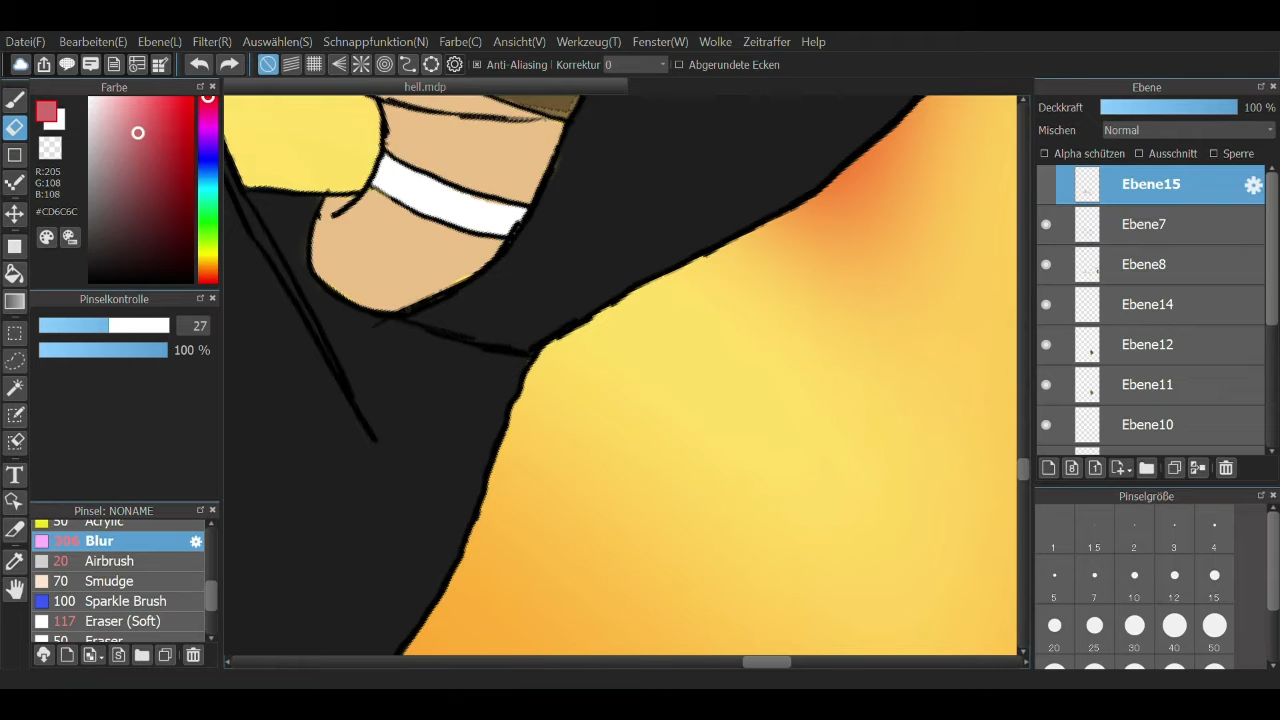 Datei(F) Bearbeiten(E) Ebene(L) Filter(R) Auswählen(S) Schnappfunktion(N) Farbe(C) Ansicht(V) Werkzeug(T) Fenster(W) Wolke Zeitraffer Help
Anti-Aliasing Korrektur 0 Abgerundete Ecken
Farbe
hell.mdp
Ebene
Deckkraft 100 %
Mischen Normal
Alpha schützen Ausschnitt Sperre
R:205
G:108
B:108
#CD6C6C
Ebene15
Ebene7
Ebene8
Ebene14
Ebene12
Ebene11
Ebene10
Pinselkontrolle
27
100 %
Pinsel: NONAME
50 Acrylic
306 Blur
20 Airbrush
70 Smudge
100 Sparkle Brush
117 Eraser (Soft)
50 Eraser
Pinselgröße
1 1.5 2 3 4
5 7 10 12 15
20 25 30 40 50